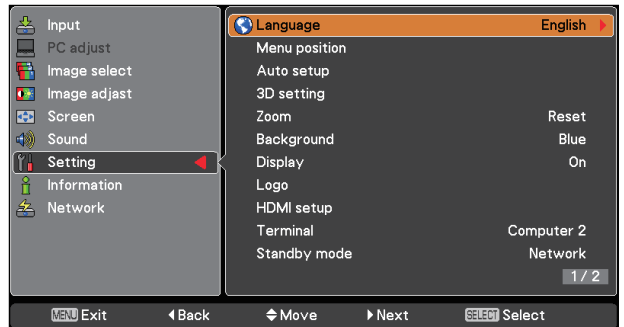 Input
PC adjust
Image select
Image adjast
Screen
Sound
Setting
Information
Network
Language English
Menu position
Auto setup
3D setting
Zoom Reset
Background Blue
Display On
Logo
HDMI setup
Terminal Computer 2
Standby mode Network
1 / 2
MENU Exit Back Move Next SELECT Select